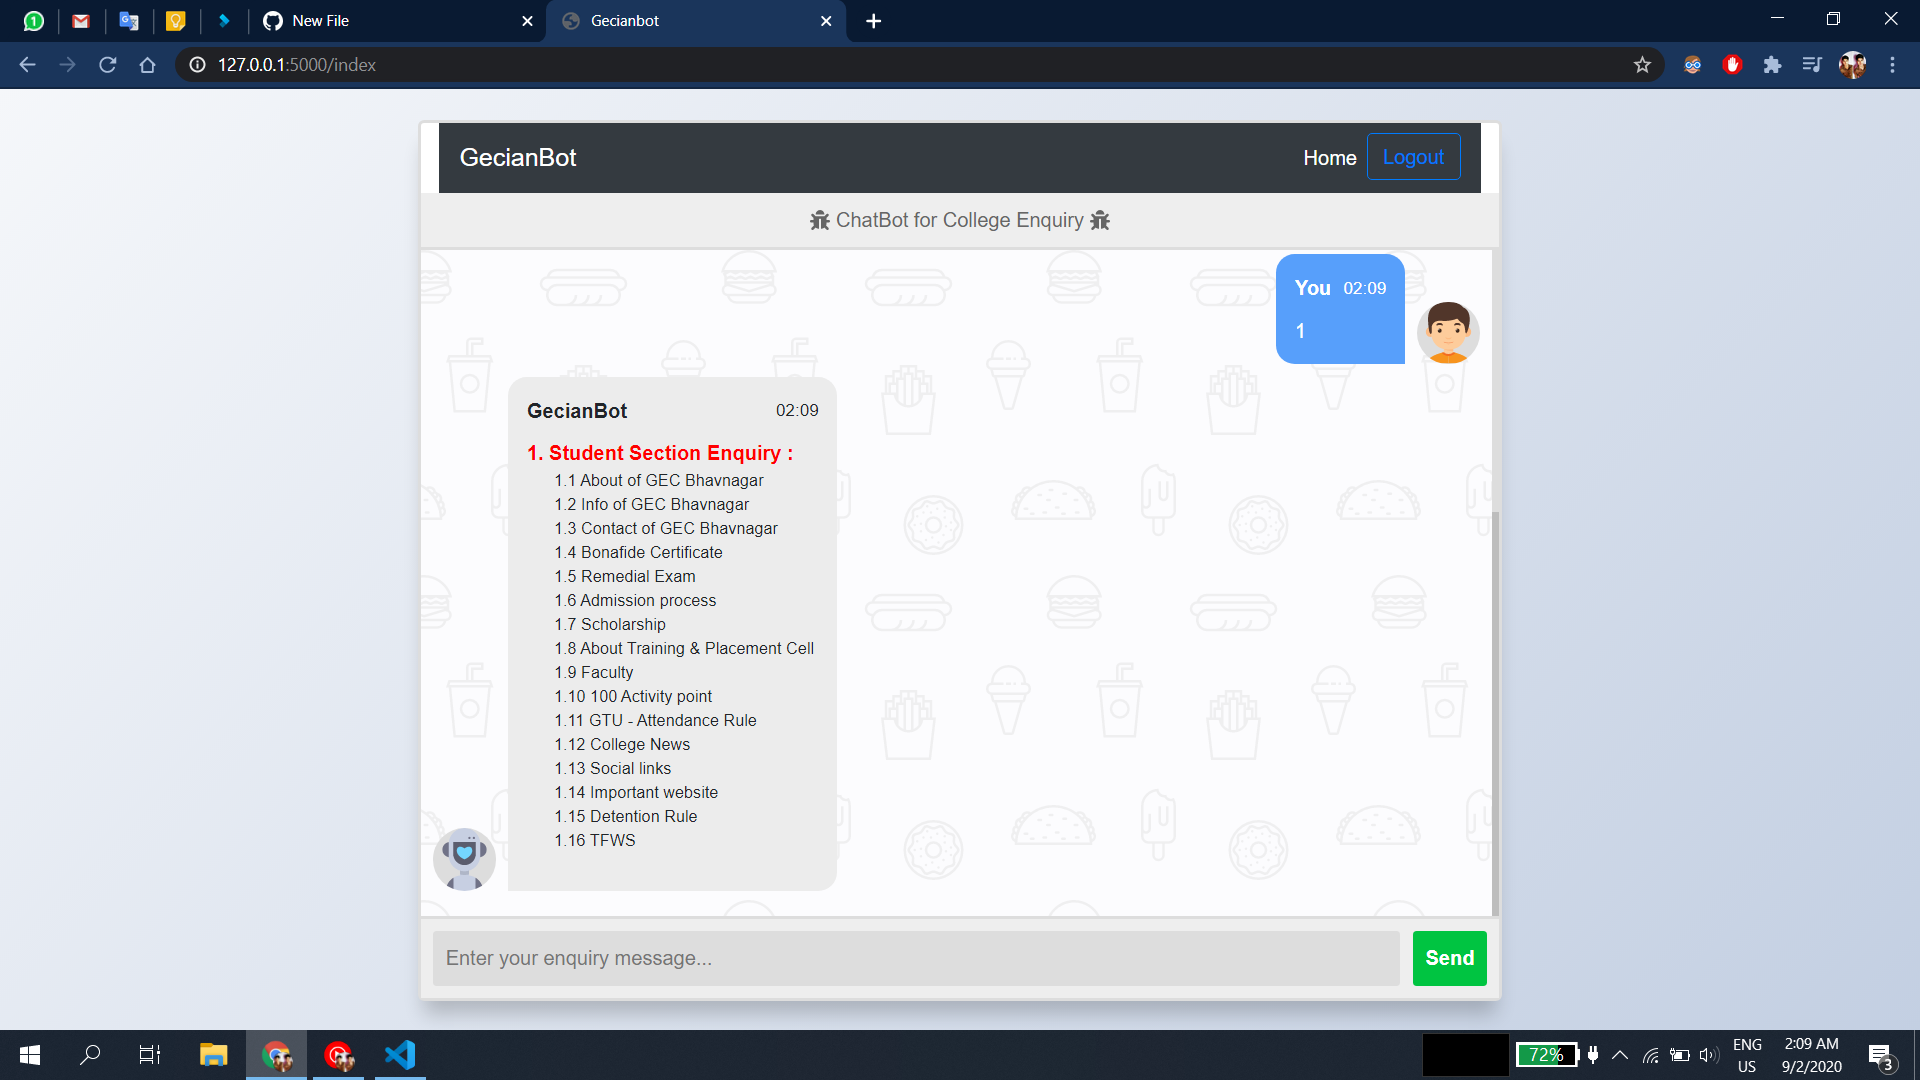 1
New File
Gecianbot
127.0.0.1:5000/index
GecianBot
Home
Logout
ChatBot for College Enquiry
You 02:09
1
GecianBot 02:09
1. Student Section Enquiry :
1.1 About of GEC Bhavnagar
1.2 Info of GEC Bhavnagar
1.3 Contact of GEC Bhavnagar
1.4 Bonafide Certificate
1.5 Remedial Exam
1.6 Admission process
1.7 Scholarship
1.8 About Training & Placement Cell
1.9 Faculty
1.10 100 Activity point
1.11 GTU - Attendance Rule
1.12 College News
1.13 Social links
1.14 Important website
1.15 Detention Rule
1.16 TFWS
Enter your enquiry message...
Send
72%
ENG
US
2:09 AM
9/2/2020
3